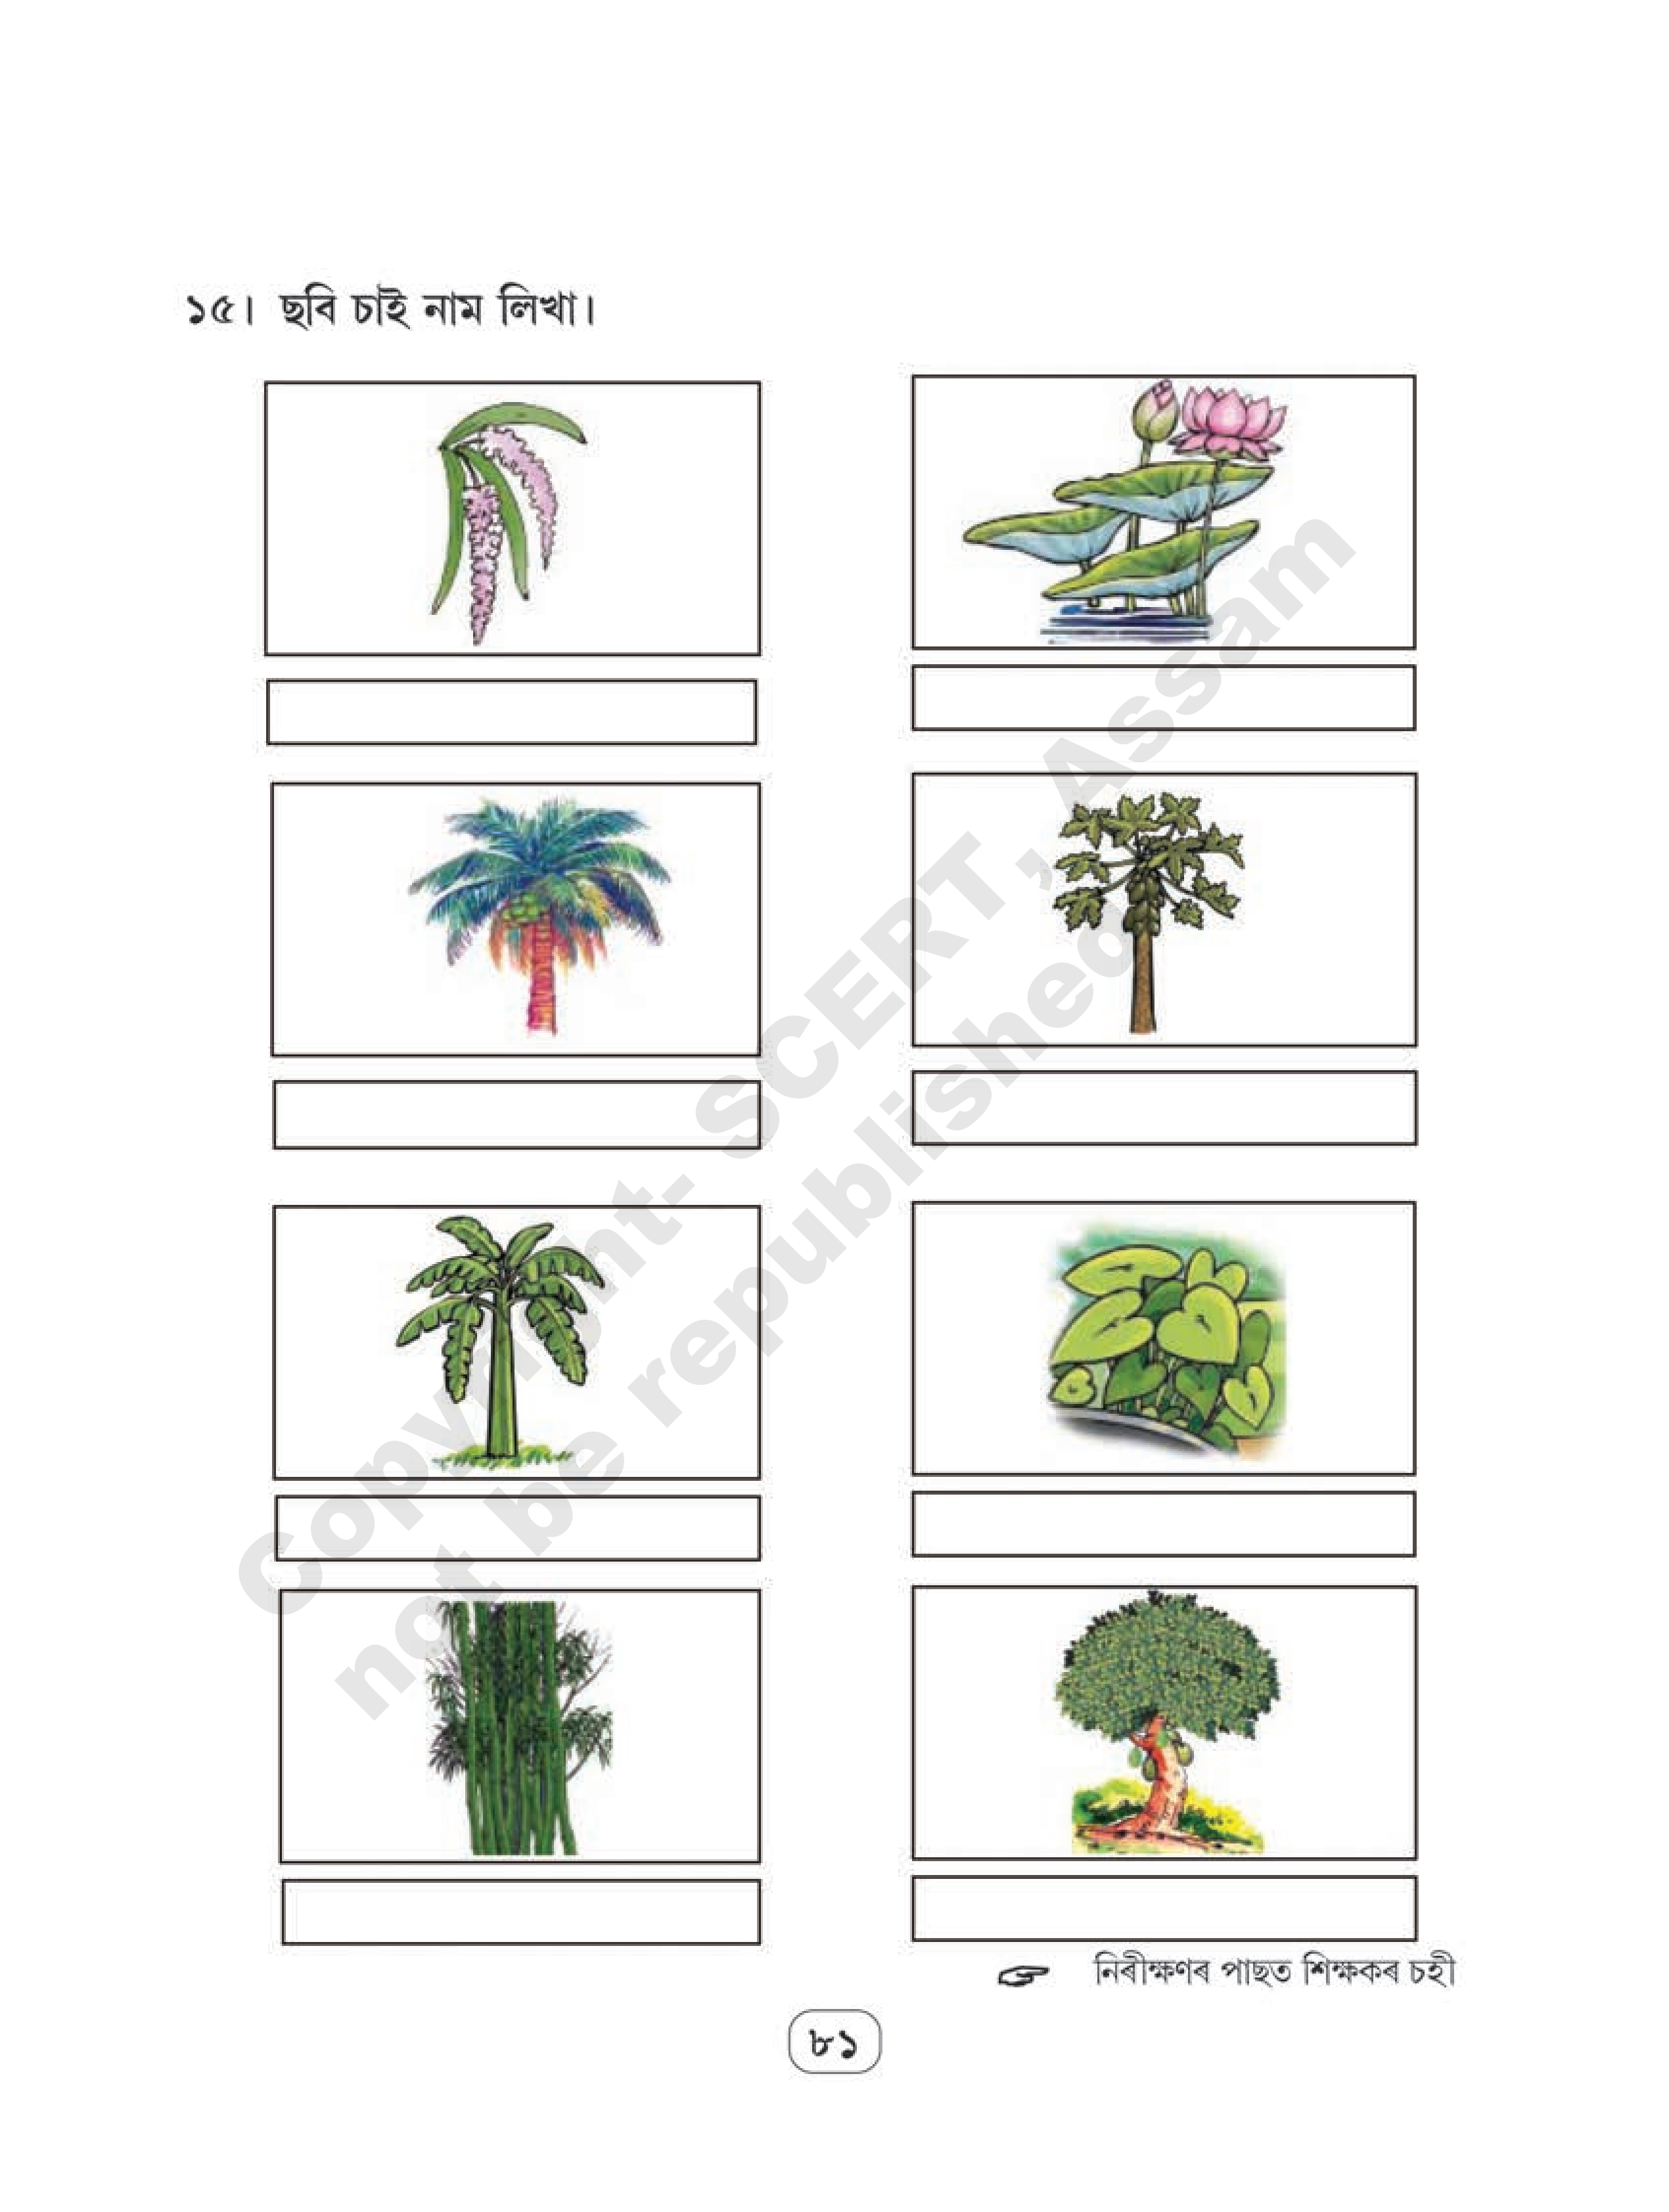 ১৫। ছবি চাই নাম লিখা।
Copyright- SCERT, Assam
not be republished
নিৰীক্ষণৰ পাছত শিক্ষকৰ চহী
৮১